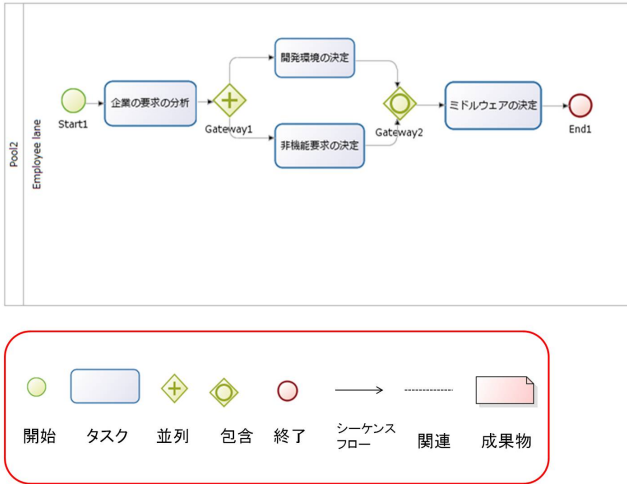 Pool2
Employee lane
Start1
企業の要求の分析
Gateway1
開発環境の決定
非機能要求の決定
Gateway2
ミドルウェアの決定
End1
開始
タスク
並列
包含
終了
シーケンス
フロー
関連
成果物